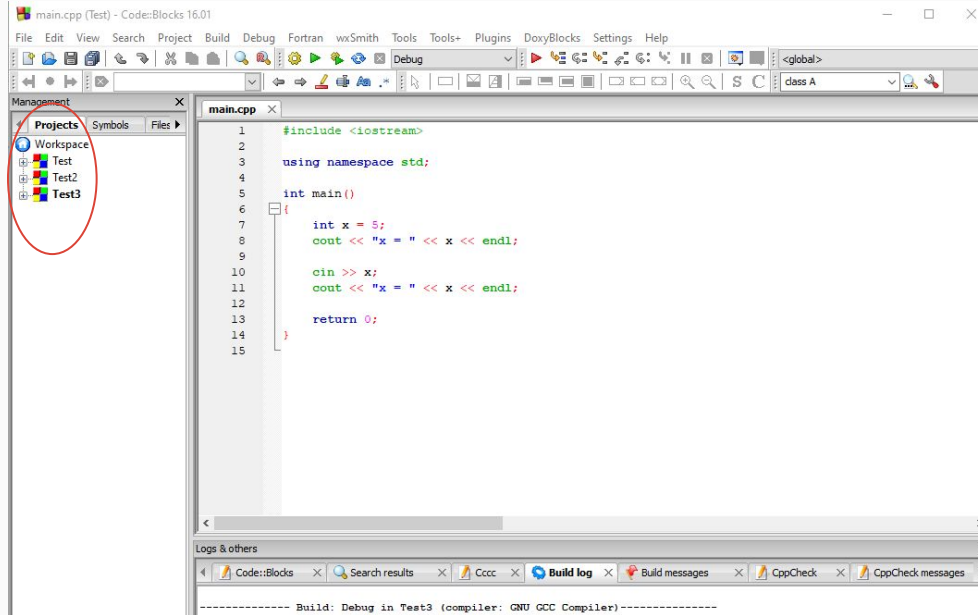 main.cpp (Test) - Code::Blocks 16.01
File Edit View Search Project Build Debug Fortran wxSmith Tools Tools+ Plugins DoxyBlocks Settings Help
Debug <global>
S C class A
Management
Projects Symbols Files
Workspace
Test
Test2
Test3
main.cpp
1 #include <iostream>
2
3 using namespace std;
4
5 int main()
6 {
7 int x = 5;
8 cout << "x = " << x << endl;
9
10 cin >> x;
11 cout << "x = " << x << endl;
12
13 return 0;
14 }
15
Logs & others
Code::Blocks Search results Cccc Build log Build messages CppCheck CppCheck messages
-------------- Build: Debug in Test3 (compiler: GNU GCC Compiler)---------------